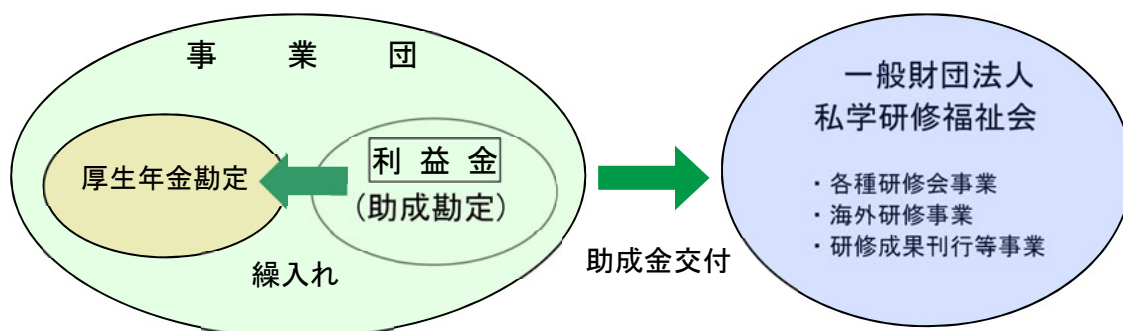 事業団
厚生年金勘定
利益金
(助成勘定)
繰入れ
助成金交付
一般財団法人
私学研修福祉会
・各種研修会事業
・海外研修事業
・研修成果刊行等事業